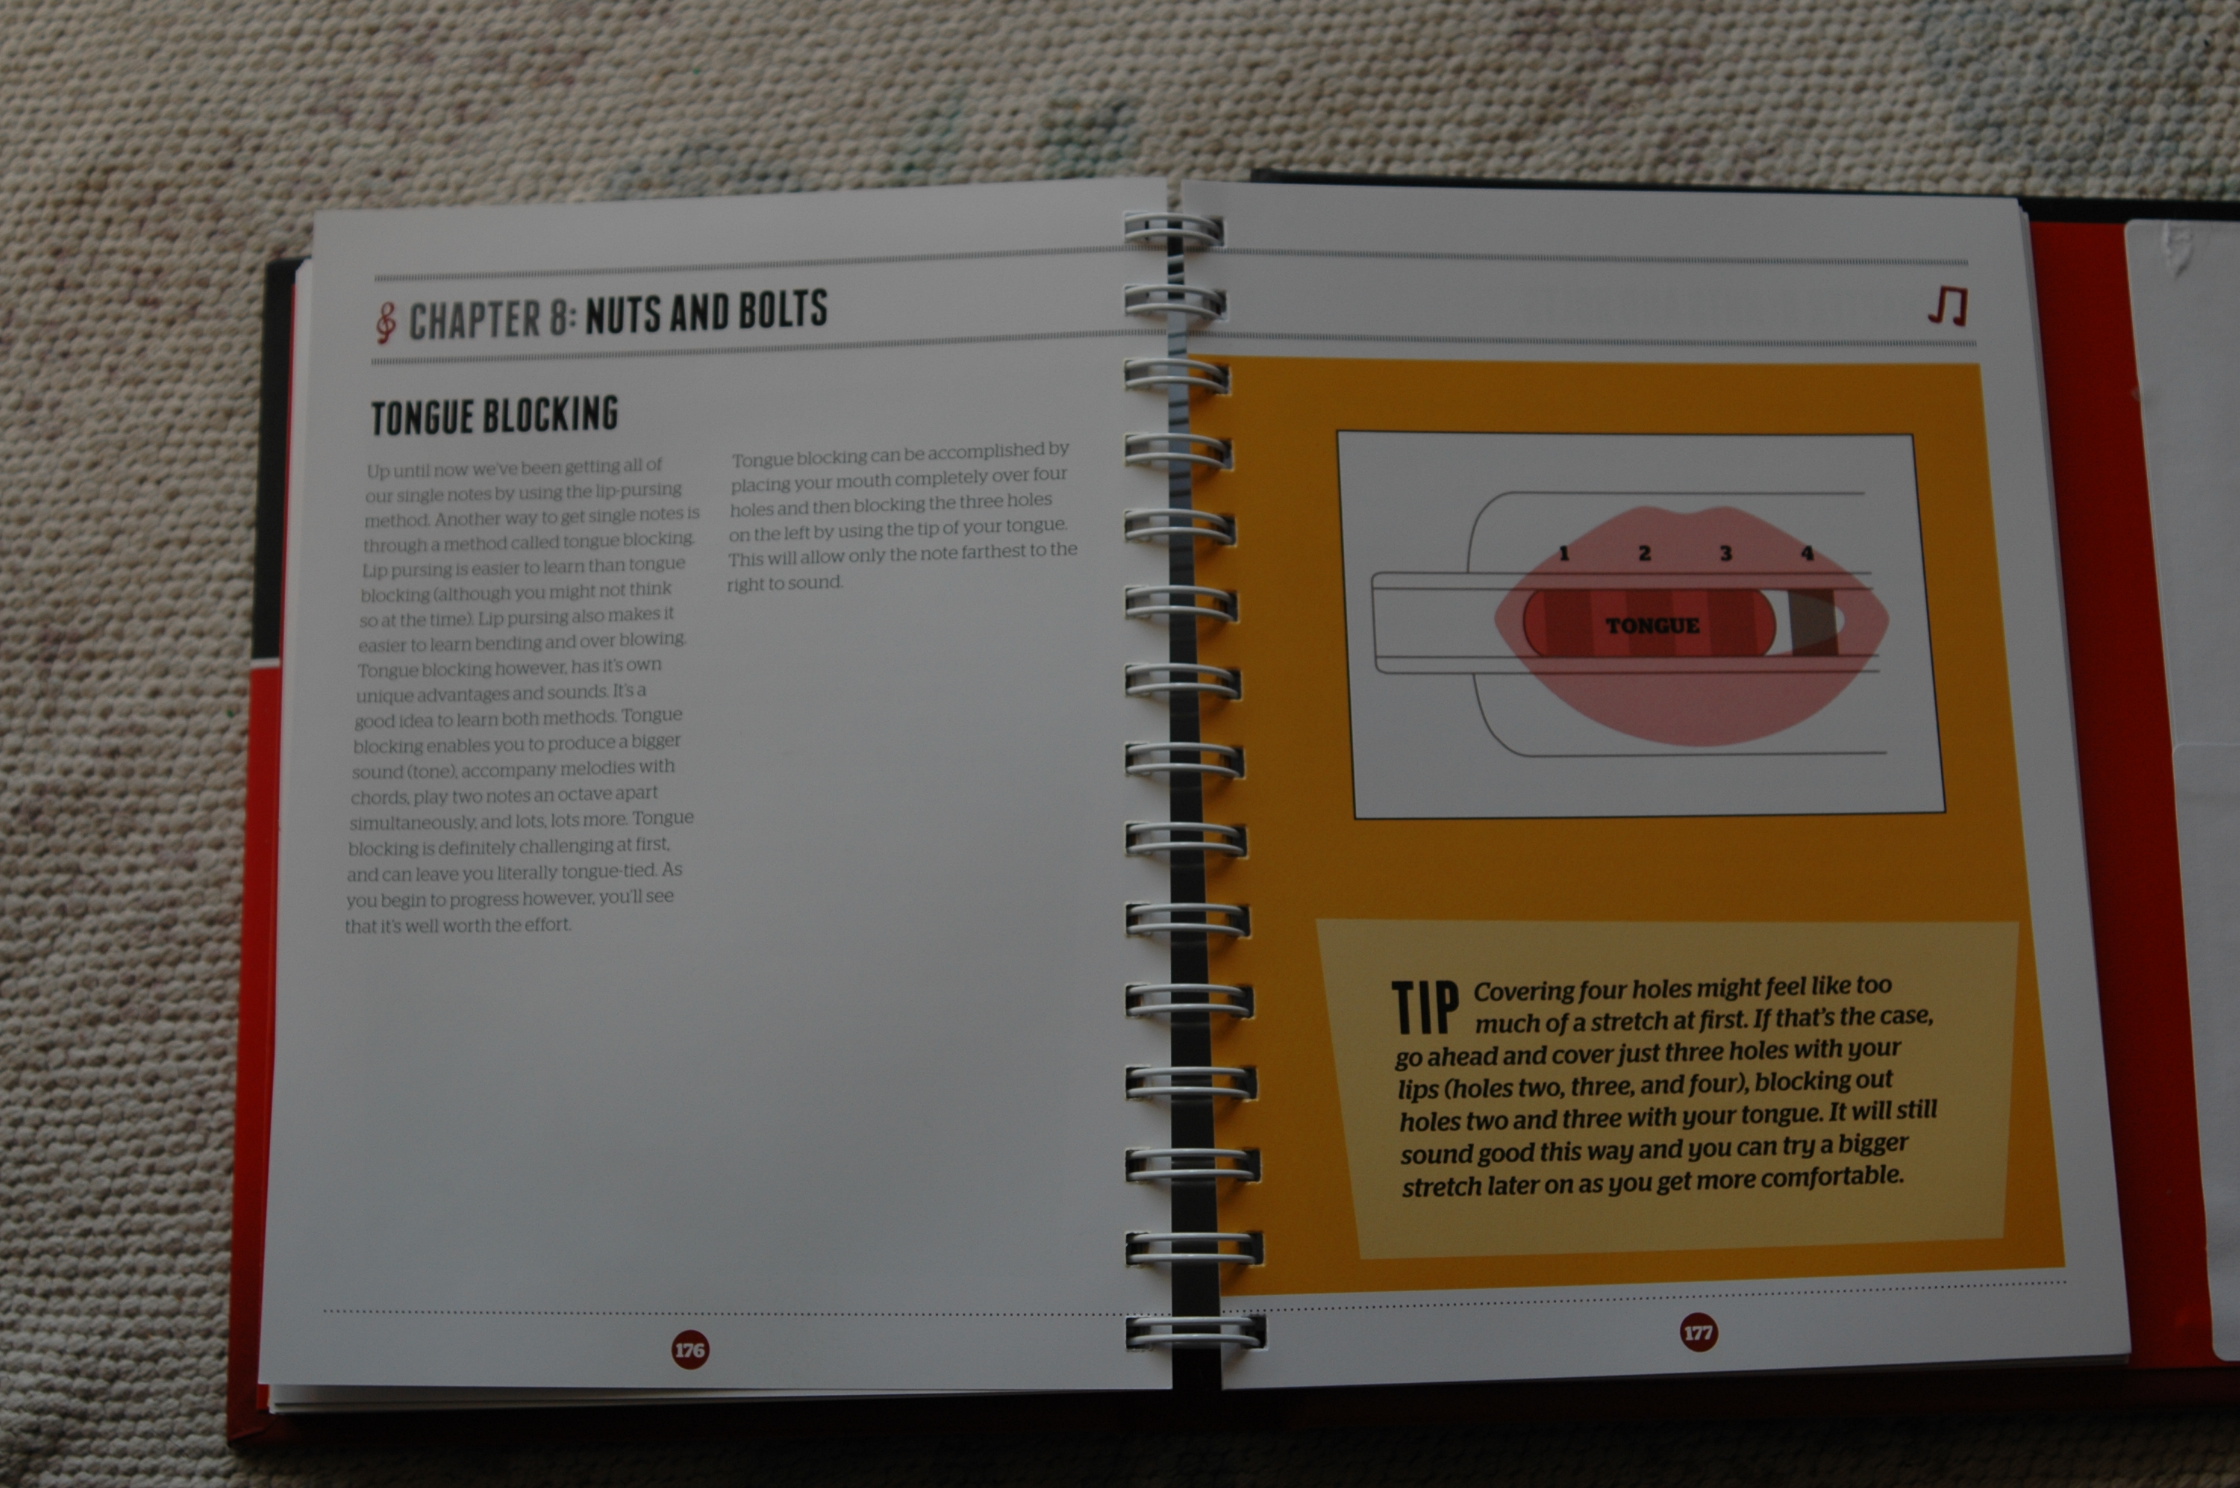 CHAPTER 8: NUTS AND BOLTS
TONGUE BLOCKING
Up until now we've been getting all of
our single notes by using the lip-pursing
method. Another way to get single notes is
through a method called tongue blocking.
Lip pursing is easier to learn than tongue
blocking (although you might not think
so at the time). Lip pursing also makes it
easier to learn bending and over blowing.
Tongue blocking however, has it's own
unique advantages and sounds. It's a
good idea to learn both methods. Tongue
blocking enables you to produce a bigger
sound (tone), accompany melodies with
chords, play two notes an octave apart
simultaneously, and lots, lots more. Tongue
blocking is definitely challenging at first,
and can leave you literally tongue-tied. As
you begin to progress however, you'll see
that it's well worth the effort.
Tongue blocking can be accomplished by
placing your mouth completely over four
holes and then blocking the three holes
on the left by using the tip of your tongue.
This will allow only the note farthest to the
right to sound.
176
1 2 3 4
TONGUE
TIP Covering four holes might feel like too
much of a stretch at first. If that's the case,
go ahead and cover just three holes with your
lips (holes two, three, and four), blocking out
holes two and three with your tongue. It will still
sound good this way and you can try a bigger
stretch later on as you get more comfortable.
177